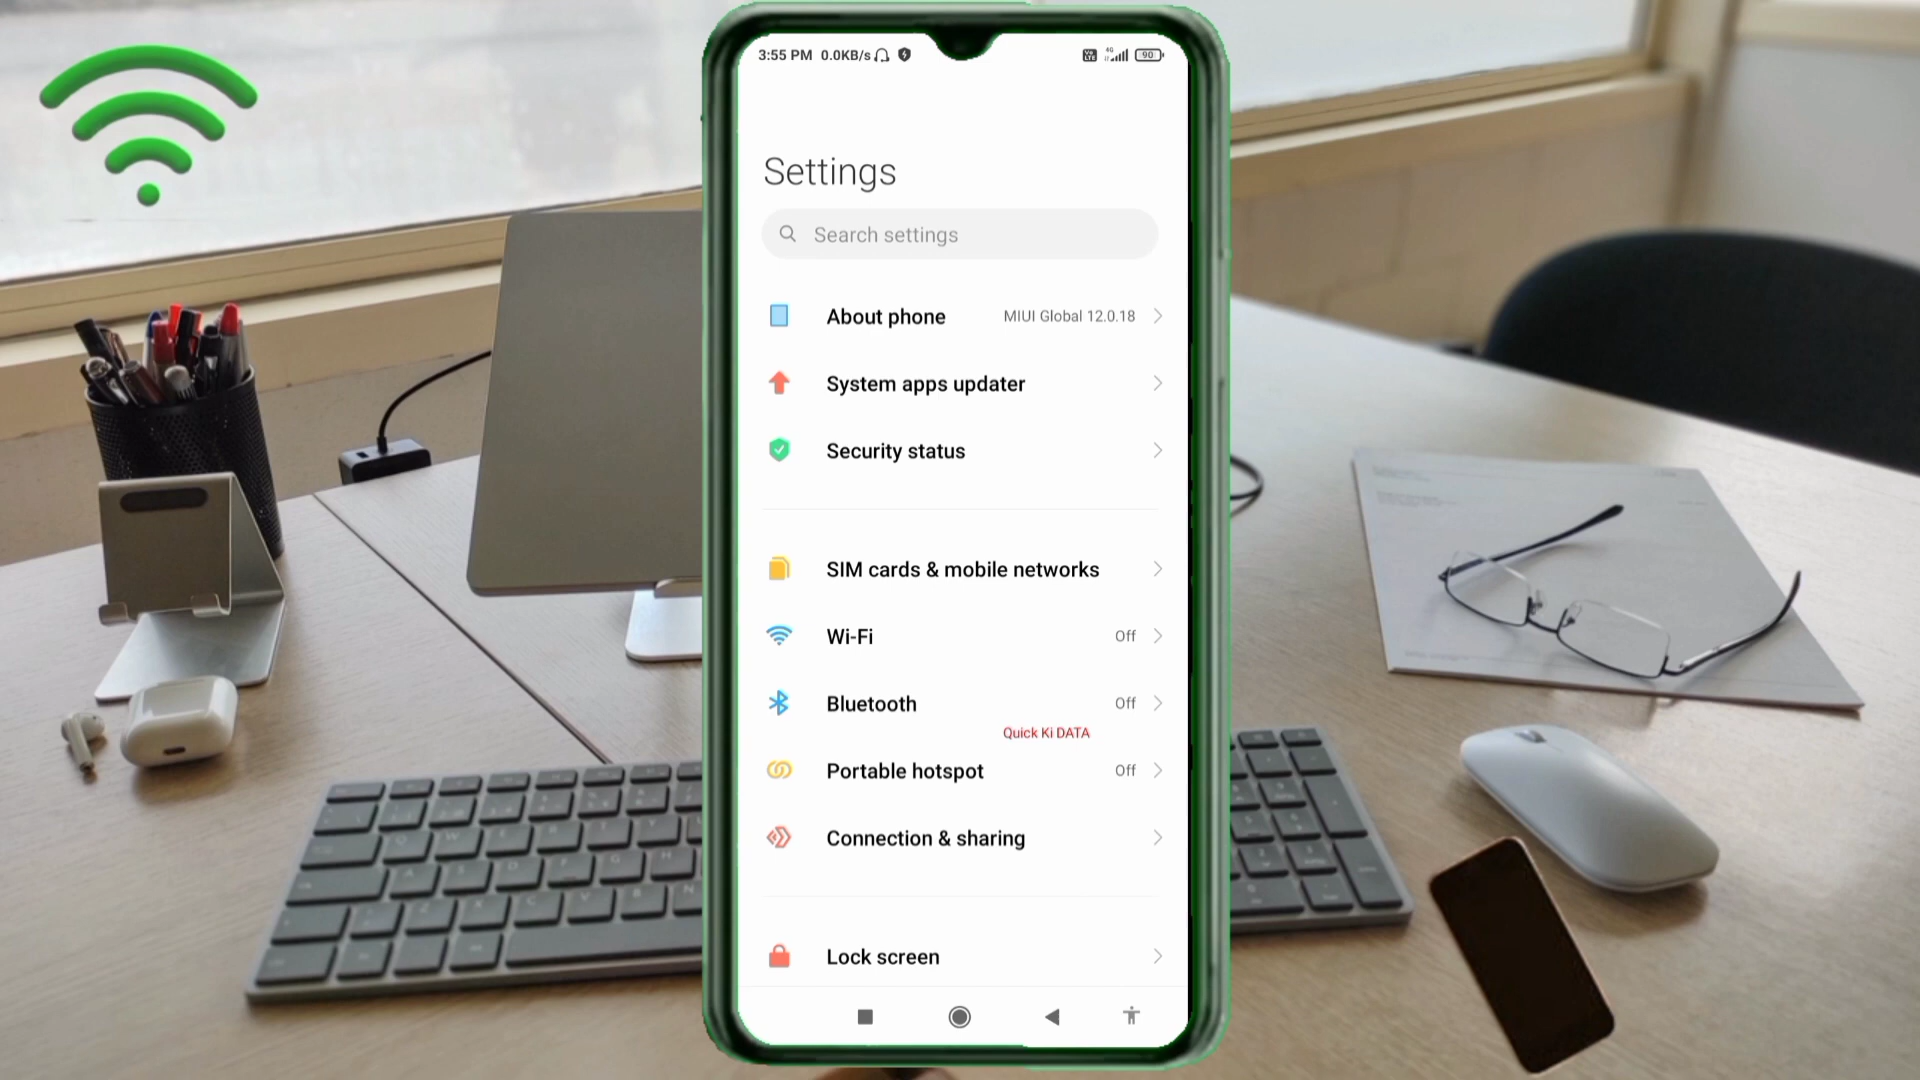 3:55 PM 0.0KB/s
4G
90
Settings
Search settings
About phone MIUI Global 12.0.18
System apps updater
Security status
SIM cards & mobile networks
Wi-Fi Off
Bluetooth Off
Quick Ki DATA
Portable hotspot Off
Connection & sharing
Lock screen